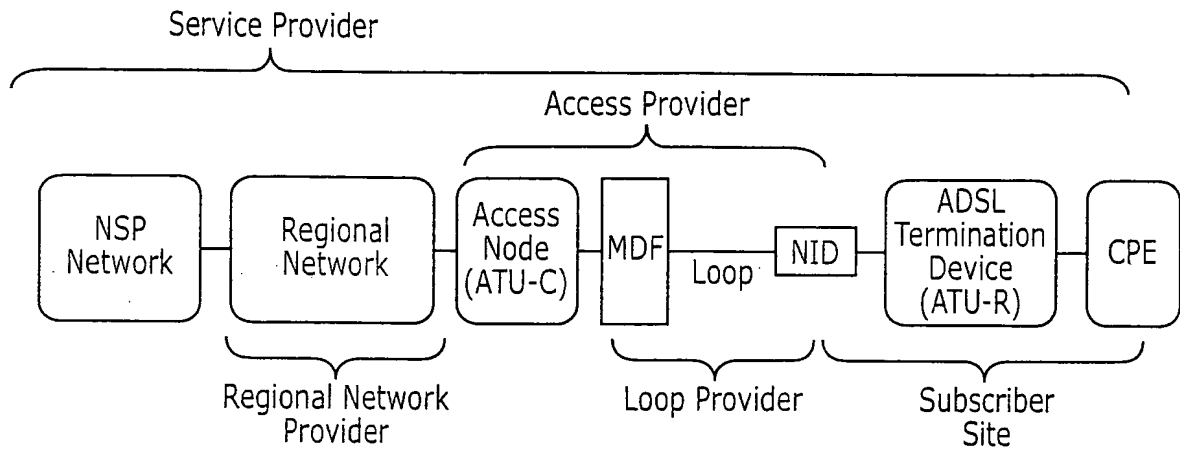 Service Provider
Access Provider
NSP
Network
Regional
Network
Access
Node
(ATU-C)
MDF
Loop
NID
ADSL
Termination
Device
(ATU-R)
CPE
Regional Network
Provider
Loop Provider
Subscriber
Site